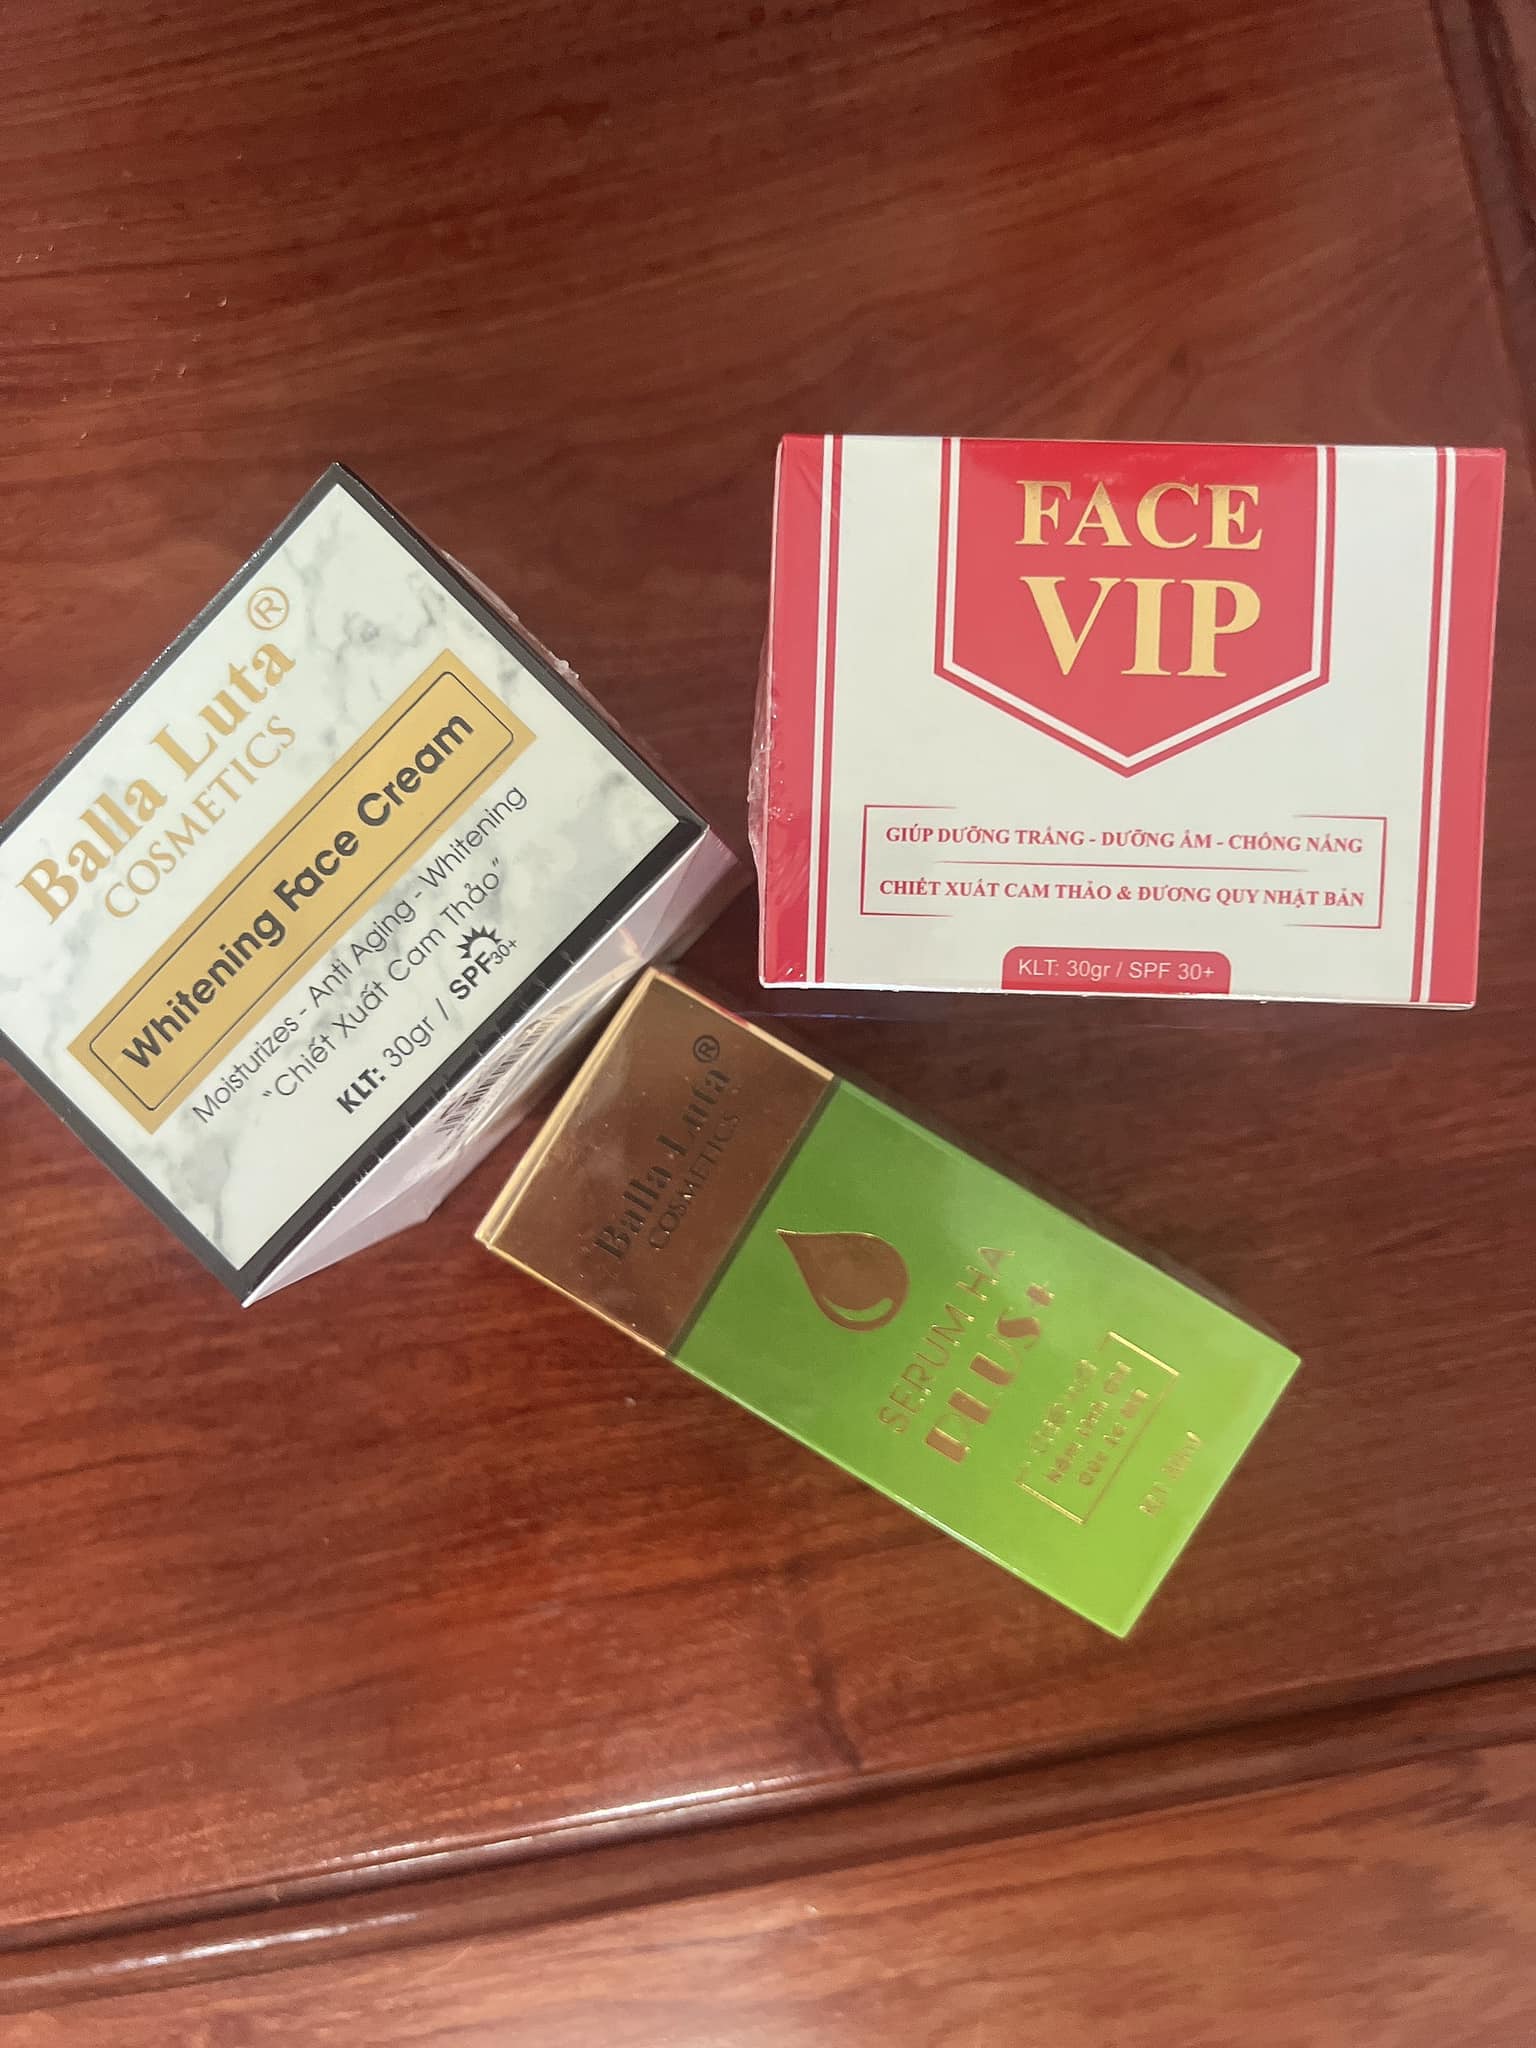 Balla Luta®
COSMETICS
Whitening Face Cream
Moisturizes - Anti Aging - Whitening
“Chiết Xuất Cam Thảo”
KLT: 30gr / SPF30+
FACE
VIP
GIÚP DƯỠNG TRẮNG - DƯỠNG ẨM - CHỐNG NẮNG
CHIẾT XUẤT CAM THẢO & ĐƯƠNG QUY NHẬT BẢN
KLT: 30gr / SPF 30+
Balla Luta®
COSMETICS
SERUM HA
PLUS+